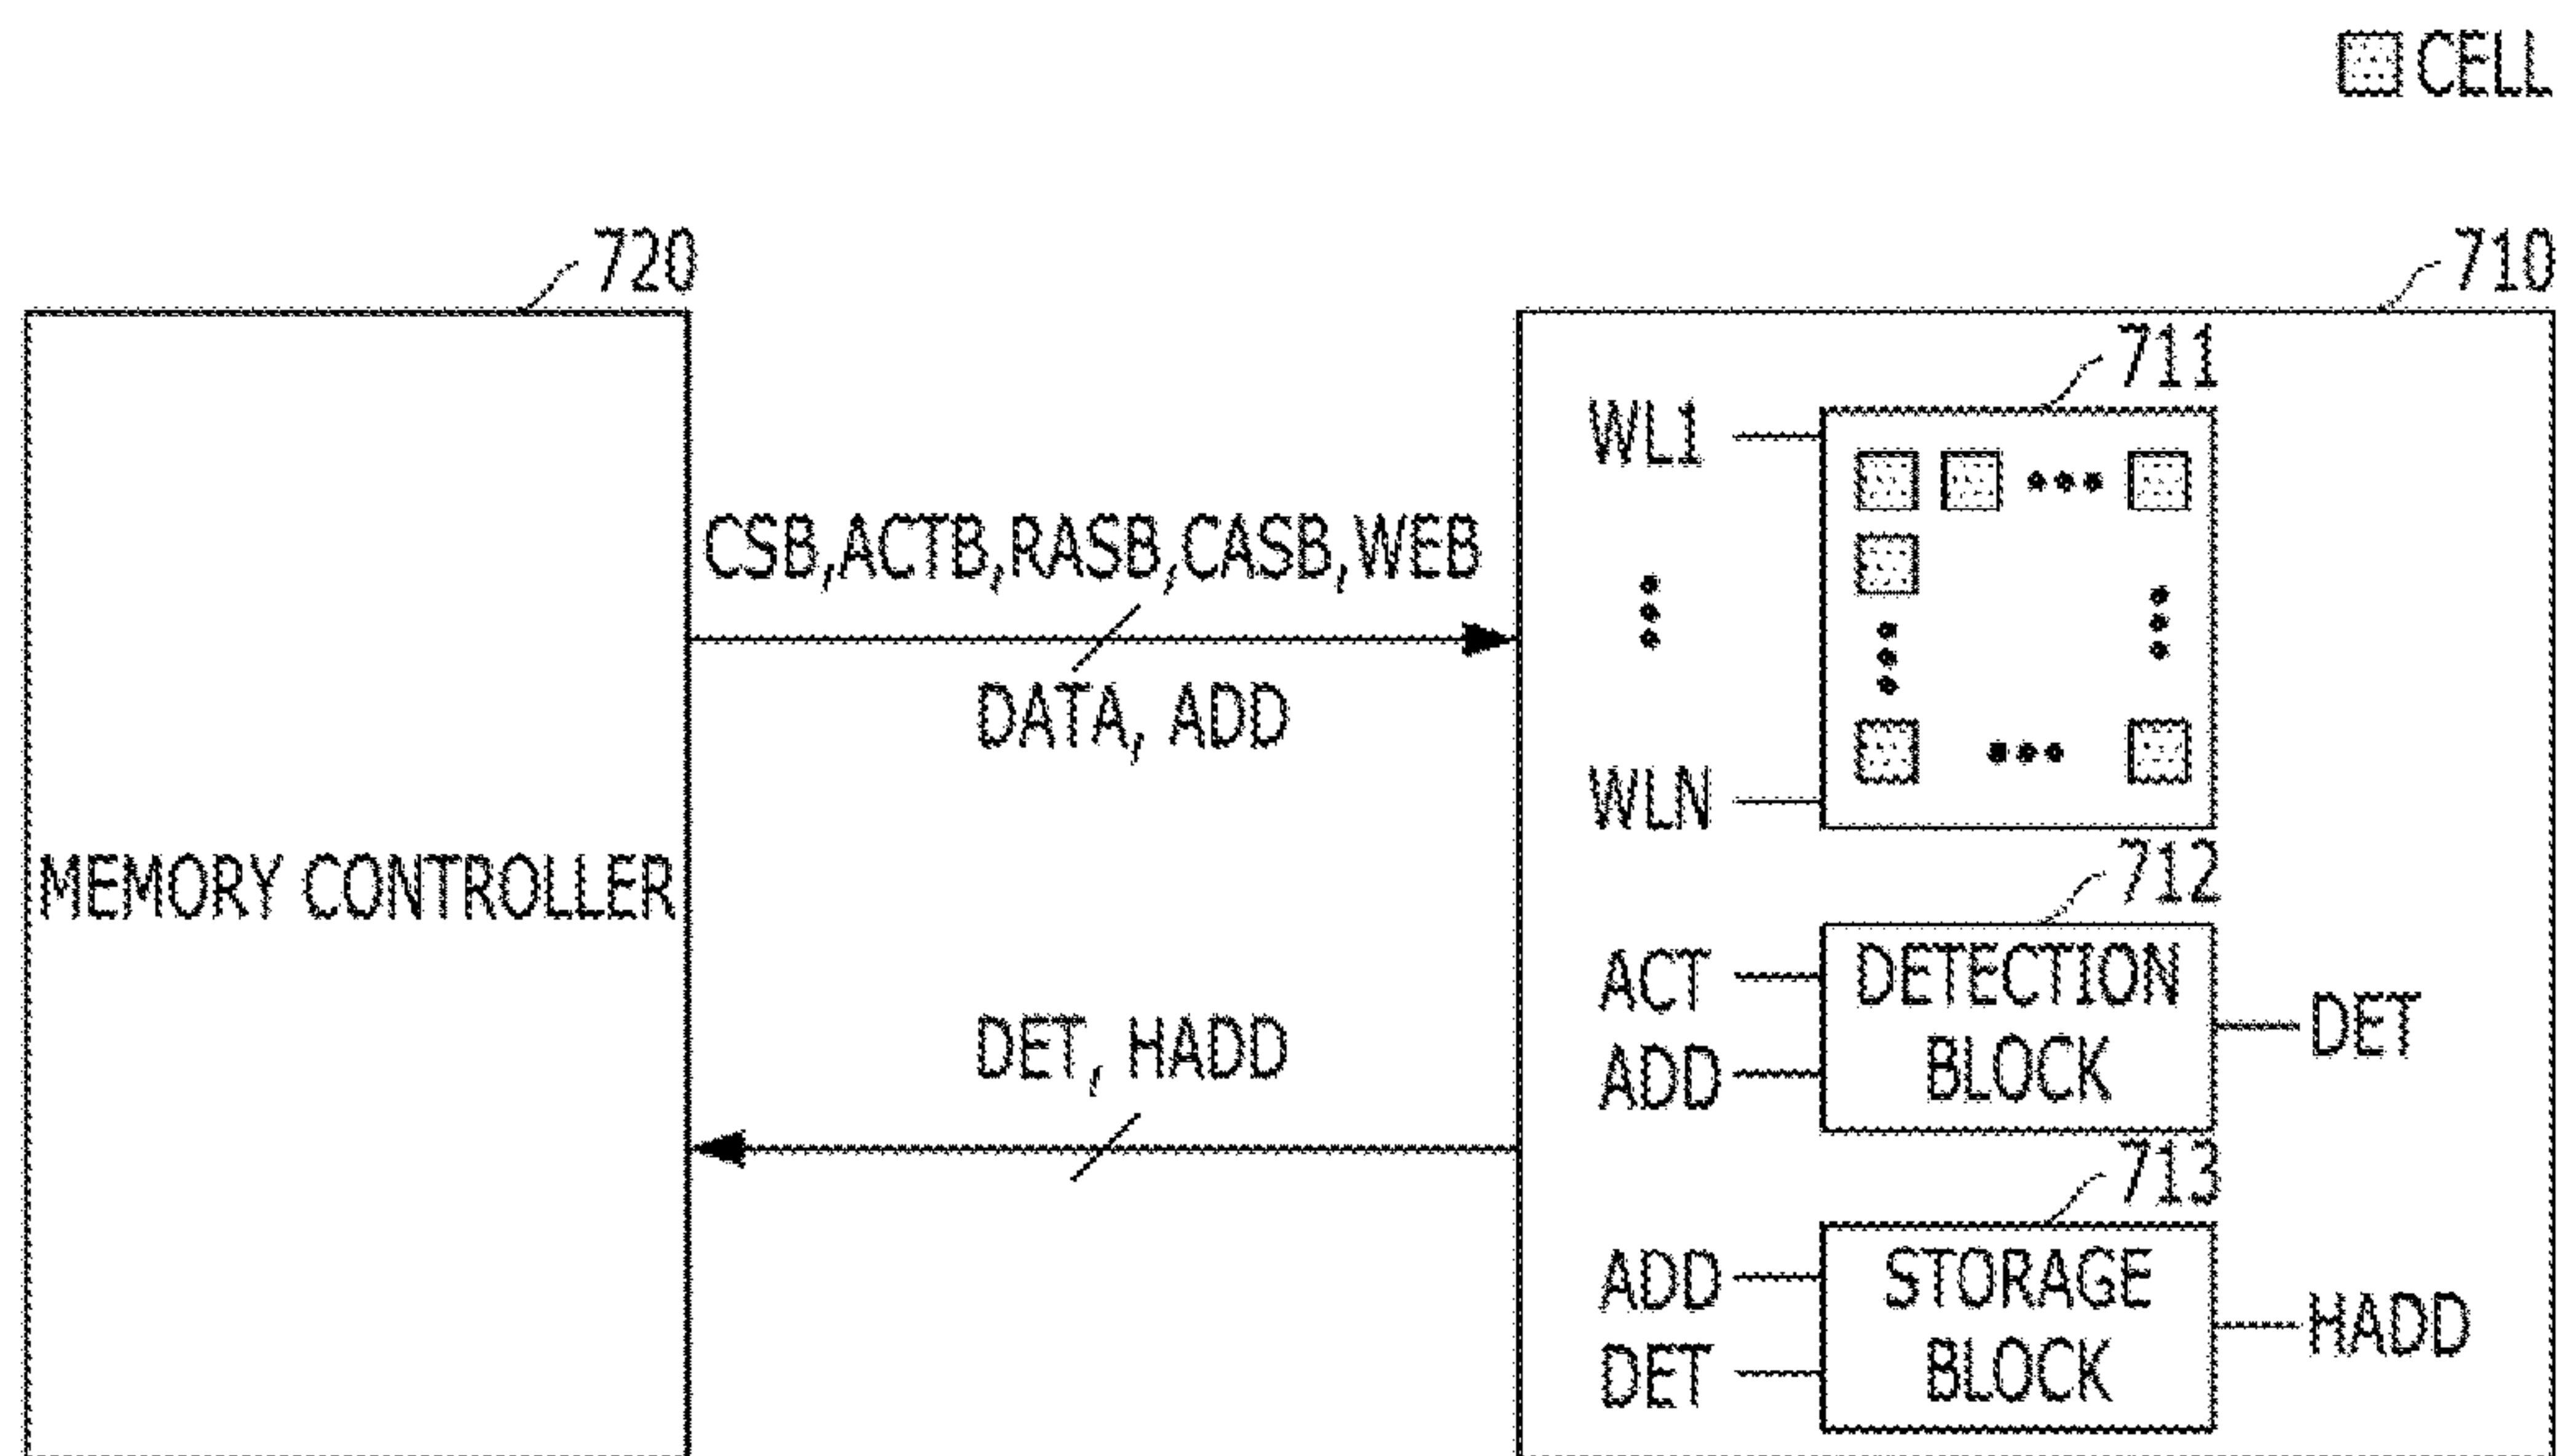 CELL
720
710
711
WL1
CSB,ACTB,RASB,CASB,WEB
DATA, ADD
WLN
MEMORY CONTROLLER
712
ACT
ADD
DETECTION
BLOCK
DET
DET, HADD
713
ADD
DET
STORAGE
BLOCK
HADD